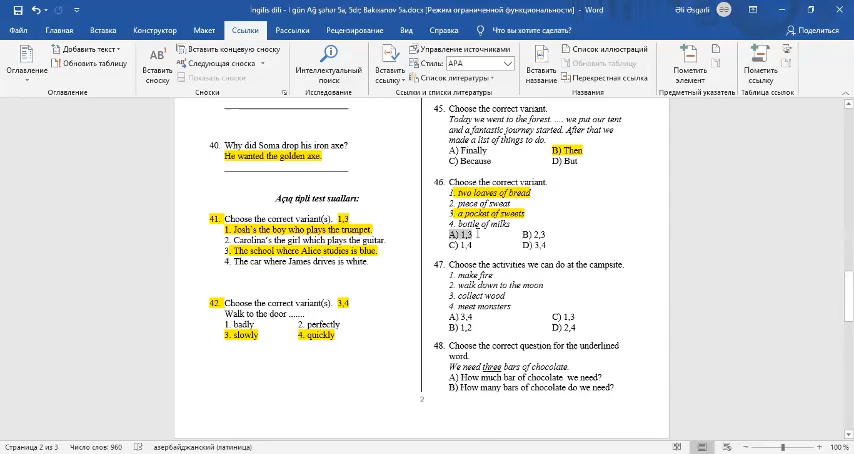 İngilis dili - I gün Ağ şəhər 5a, 5dr; Bakıxanov 5a.docx [Режим ограниченной функциональности] - Word
Əli Əsgərli
Файл Главная Вставка Конструктор Макет Ссылки Рассылки Рецензирование Вид Справка Что вы хотите сделать? Поделиться
Оглавление
Добавить текст
Обновить таблицу
Оглавление
AB¹
Вставить сноску
Вставить концевую сноску
Следующая сноска
Показать сноски
Сноски
Интеллектуальный поиск
Исследование
Вставить ссылку
Управление источниками
Стиль: APA
Список литературы
Ссылки и списки литературы
Вставить название
Список иллюстраций
Обновить таблицу
Перекрестная ссылка
Названия
Пометить элемент
Предметный указатель
Пометить ссылку
Таблица ссылок
40. Why did Soma drop his iron axe?
He wanted the golden axe.
Açıq tipli test sualları:
41. Choose the correct variant(s). 1,3
1. Josh's the boy who plays the trumpet.
2. Carolina's the girl which plays the guitar.
3. The school where Alice studies is blue.
4. The car where James drives is white.
42. Choose the correct variant(s). 3,4
Walk to the door .......
1. badly 2. perfectly
3. slowly 4. quickly
45. Choose the correct variant.
Today we went to the forest. .... we put our tent
and a fantastic journey started. After that we
made a list of things to do.
A) Finally B) Then
C) Because D) But
46. Choose the correct variant.
1. two loaves of bread
2. piece of sweat
3. a pocket of sweets
4. bottle of milks
A) 1,3 B) 2,3
C) 1,4 D) 3,4
47. Choose the activities we can do at the campsite.
1. make fire
2. walk down to the moon
3. collect wood
4. meet monsters
A) 3,4 C) 1,3
B) 1,2 D) 2,4
48. Choose the correct question for the underlined
word.
We need three bars of chocolate.
A) How much bar of chocolate we need?
B) How many bars of chocolate do we need?
2
Страница 2 из 3 Число слов: 960 азербайджанский (латиница) 100 %